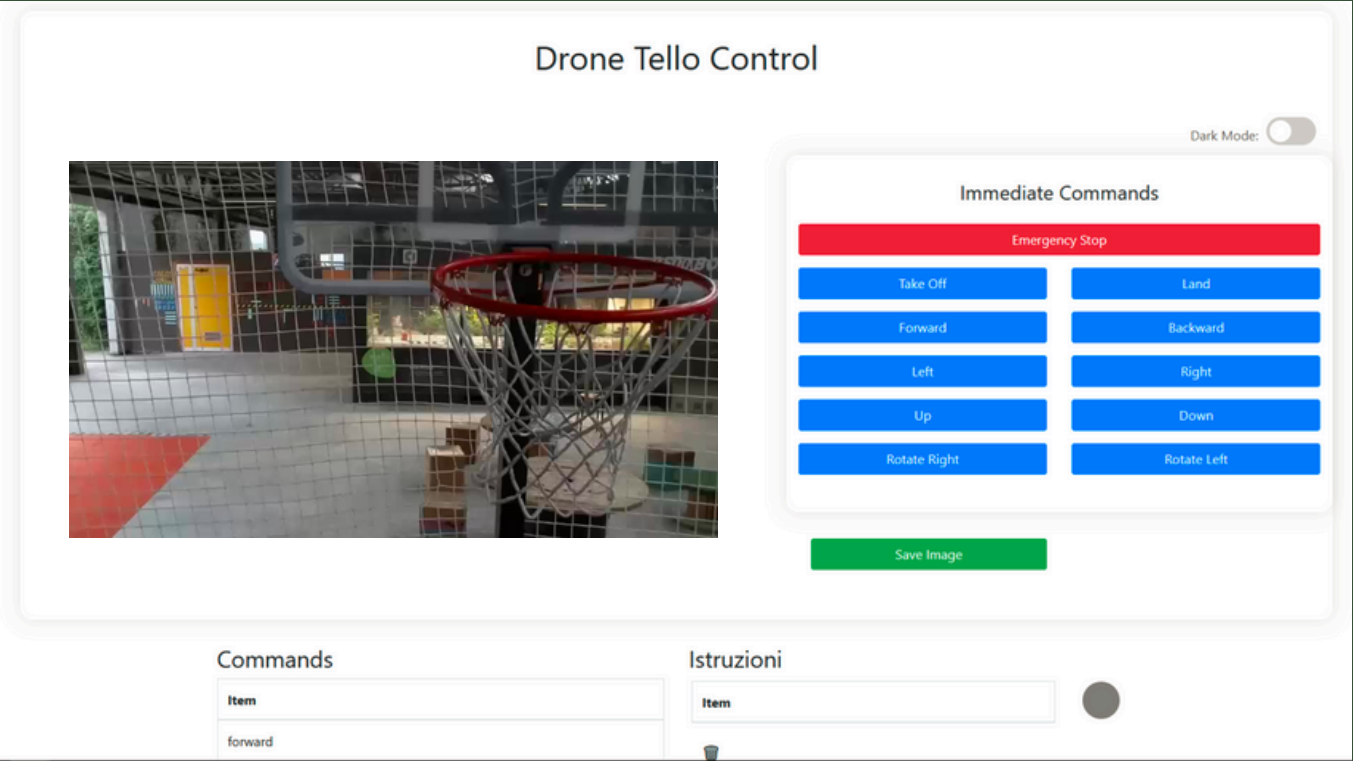 Drone Tello Control
Dark Mode:
Immediate Commands
Emergency Stop
Take Off
Land
Forward
Backward
Left
Right
Up
Down
Rotate Right
Rotate Left
Save Image
Commands
Istruzioni
Item
Item
forward